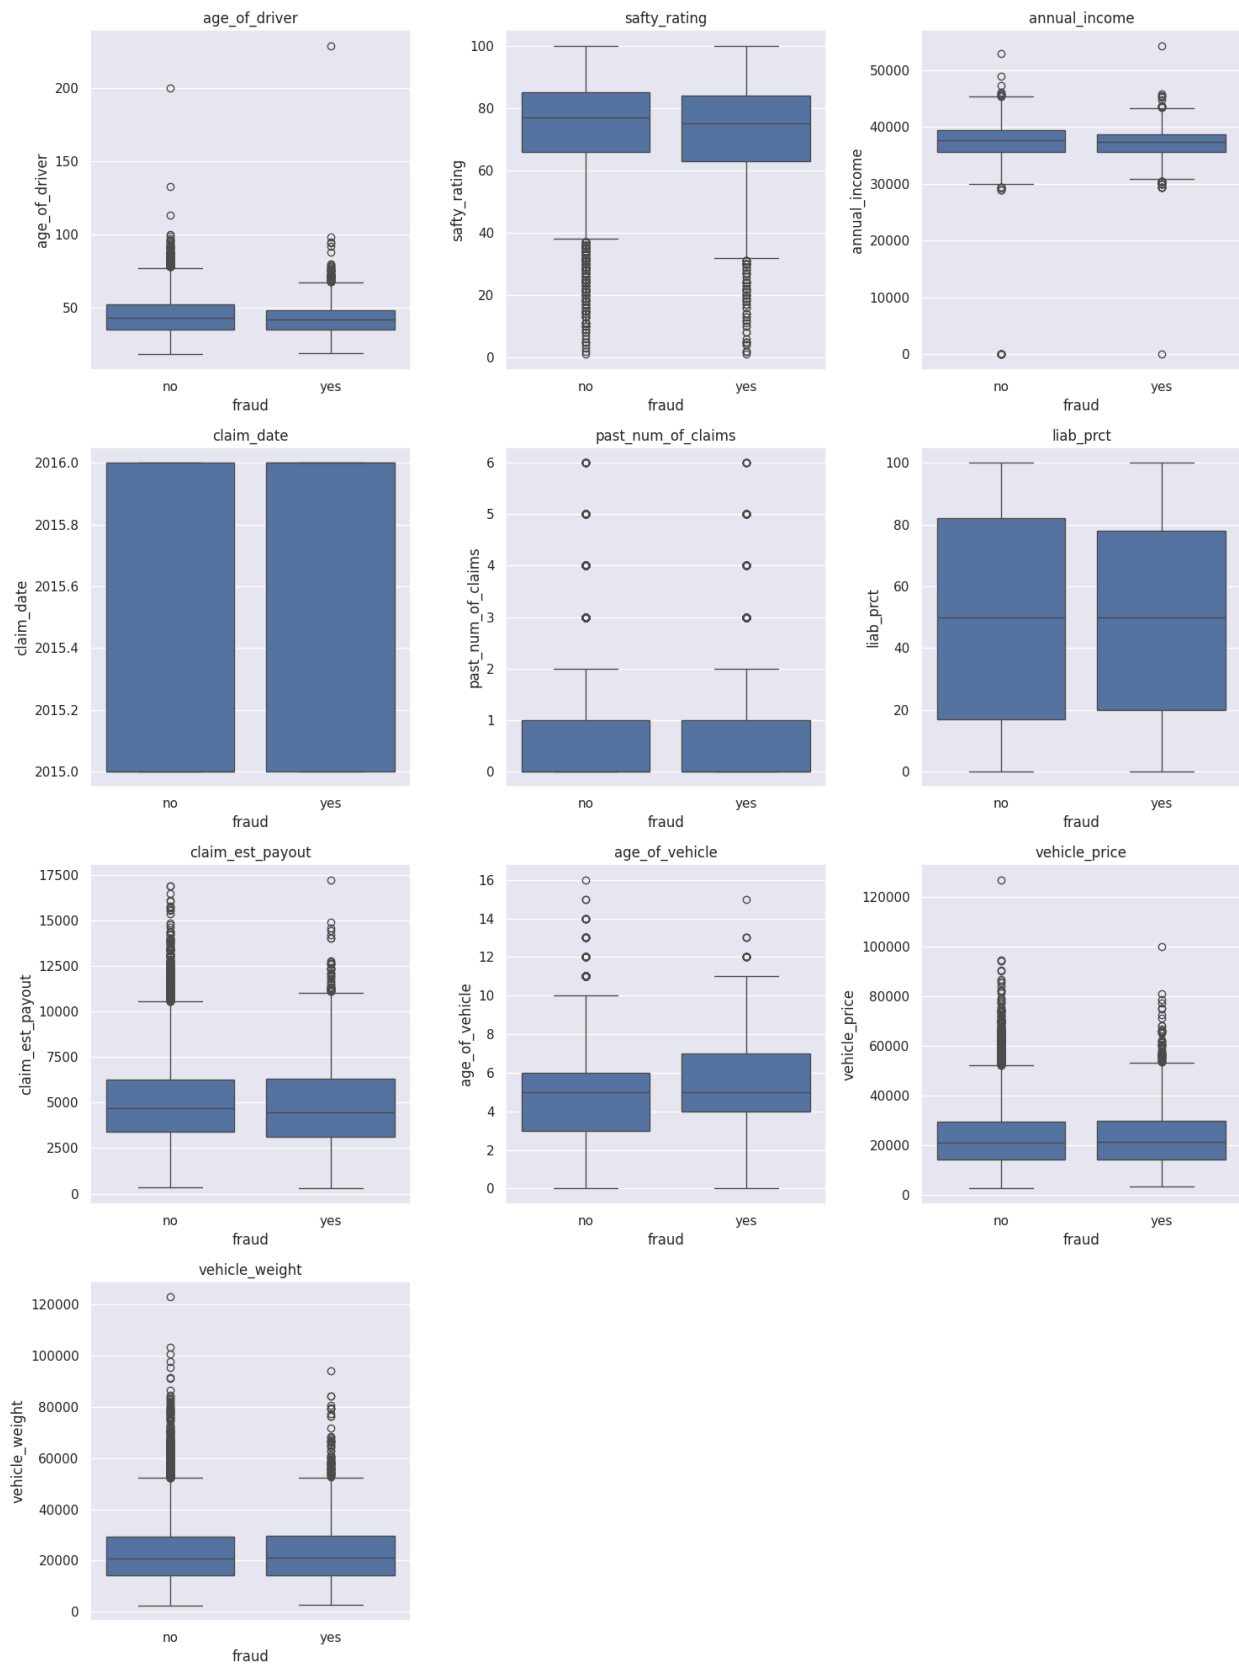 age_of_driver
200
150
100
50
age_of_driver
no yes
fraud
safty_rating
100
80
60
40
20
0
safty_rating
no yes
fraud
annual_income
50000
40000
30000
20000
10000
0
annual_income
no yes
fraud
claim_date
2016.0
2015.8
2015.6
2015.4
2015.2
2015.0
claim_date
no yes
fraud
past_num_of_claims
6
5
4
3
2
1
0
past_num_of_claims
no yes
fraud
liab_prct
100
80
60
40
20
0
liab_prct
no yes
fraud
claim_est_payout
17500
15000
12500
10000
7500
5000
2500
0
claim_est_payout
no yes
fraud
age_of_vehicle
16
14
12
10
8
6
4
2
0
age_of_vehicle
no yes
fraud
vehicle_price
120000
100000
80000
60000
40000
20000
0
vehicle_price
no yes
fraud
vehicle_weight
120000
100000
80000
60000
40000
20000
0
vehicle_weight
no yes
fraud